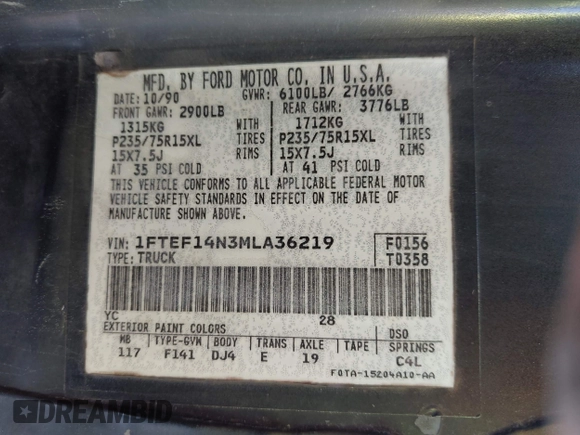 MFD. BY FORD MOTOR CO. IN U.S.A.
DATE: 10/90 GVWR: 6100LB/ 2766KG
FRONT GAWR: 2900LB REAR GAWR: 3776LB
1315KG WITH 1712KG WITH
P235/75R15XL TIRES P235/75R15XL TIRES
15X7.5J RIMS 15X7.5J RIMS
AT 35 PSI COLD AT 41 PSI COLD
THIS VEHICLE CONFORMS TO ALL APPLICABLE FEDERAL MOTOR
VEHICLE SAFETY STANDARDS IN EFFECT ON THE DATE OF
MANUFACTURE SHOWN ABOVE.
VIN: 1FTEF14N3MLA36219 F0156
TYPE: TRUCK T0358
YC 28
EXTERIOR PAINT COLORS DSO
WB TYPE-GVW BODY TRANS AXLE TAPE SPRINGS
117 F141 DJ4 E 19 C4L
F0TA-15204A10-AA
DREAMBID
DREAMBID